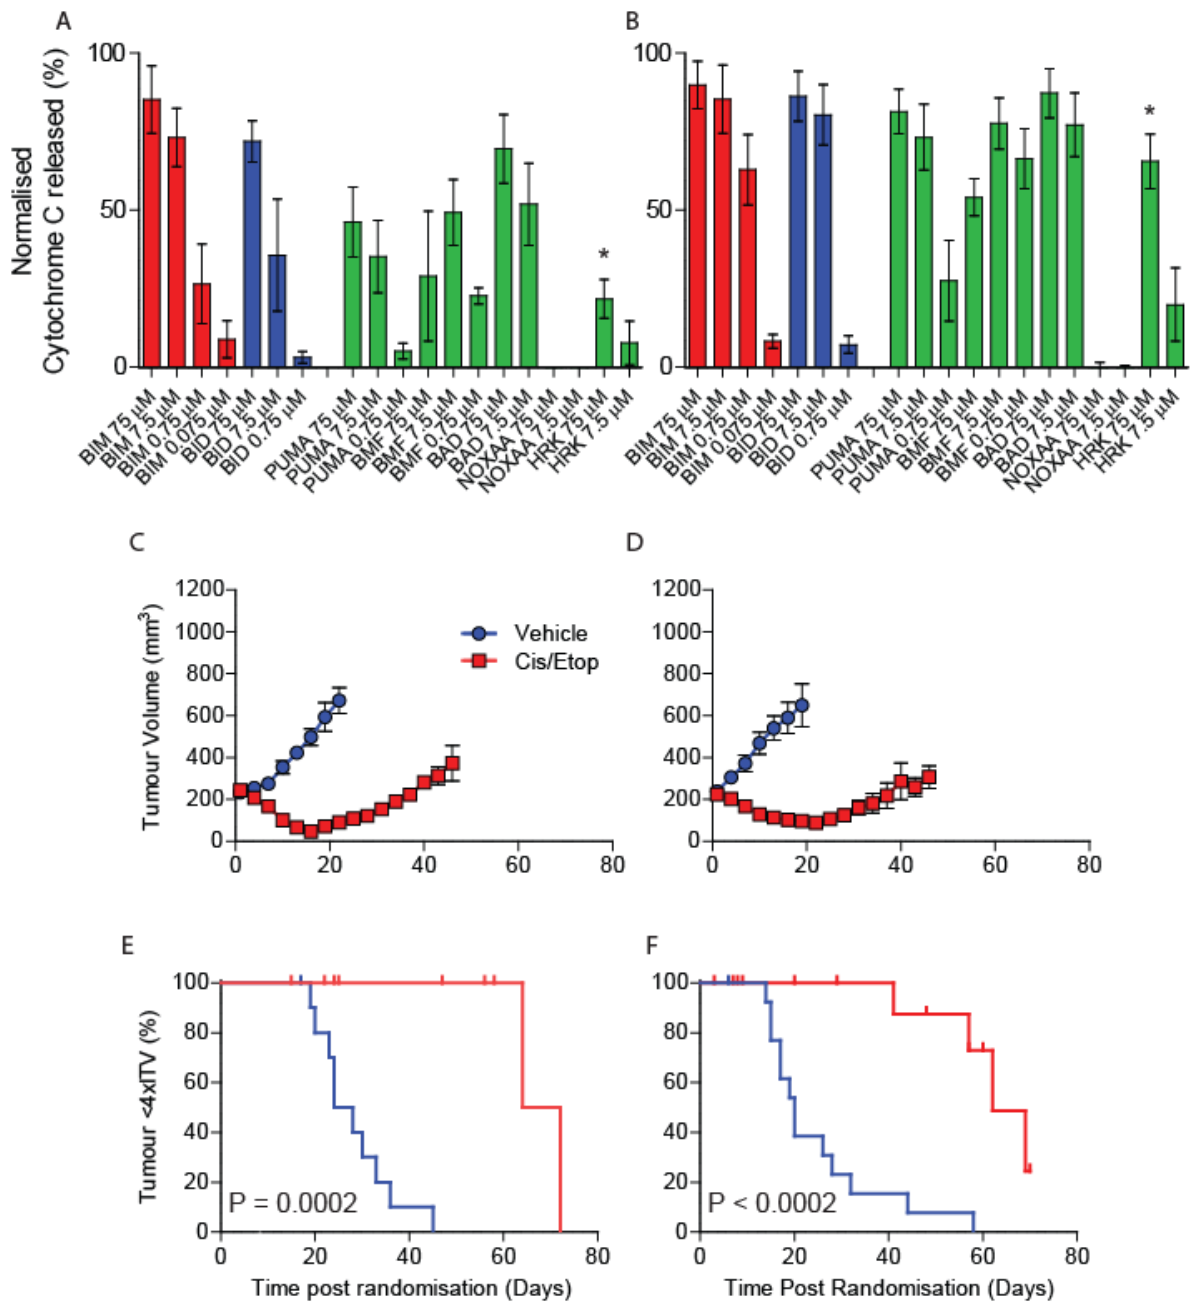 A
B
Normalised
Cytochrome C released (%)
100
50
0
*
BIM 75 µM
BIM 7.5 µM
BIM 0.75 µM
BIM 0.075 µM
BID 75 µM
BID 7.5 µM
BID 0.75 µM
PUMA 75 µM
PUMA 7.5 µM
PUMA 0.75 µM
BMF 75 µM
BMF 7.5 µM
BMF 0.75 µM
BAD 75 µM
BAD 7.5 µM
NOXAA 75 µM
NOXAA 7.5 µM
HRK 75 µM
HRK 7.5 µM
100
50
0
*
BIM 75 µM
BIM 7.5 µM
BIM 0.75 µM
BIM 0.075 µM
BID 75 µM
BID 7.5 µM
BID 0.75 µM
PUMA 75 µM
PUMA 7.5 µM
PUMA 0.75 µM
BMF 75 µM
BMF 7.5 µM
BMF 0.75 µM
BAD 75 µM
BAD 7.5 µM
NOXAA 75 µM
NOXAA 7.5 µM
HRK 75 µM
HRK 7.5 µM
C
D
Tumour Volume (mm³)
1200
1000
800
600
400
200
0
0 20 40 60 80
Vehicle
Cis/Etop
1200
1000
800
600
400
200
0
0 20 40 60 80
E
F
Tumour <4xITV (%)
100
80
60
40
20
0
P = 0.0002
0 20 40 60 80
Time post randomisation (Days)
100
80
60
40
20
0
P < 0.0002
0 20 40 60 80
Time Post Randomisation (Days)